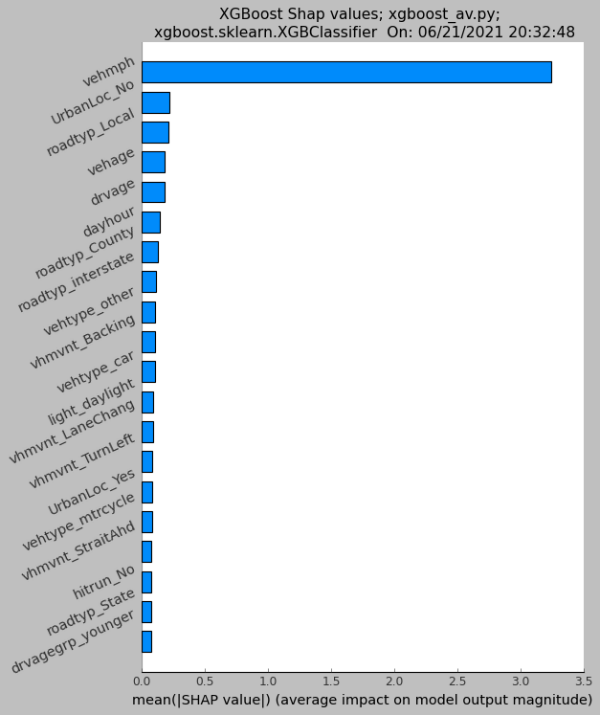 XGBoost Shap values; xgboost_av.py;
xgboost.sklearn.XGBClassifier  On: 06/21/2021 20:32:48
vehmph
UrbanLoc_No
roadtyp_Local
vehage
drvage
dayhour
roadtyp_County
roadtyp_interstate
vehtype_other
vhmvnt_Backing
vehtype_car
light_daylight
vhmvnt_LaneChang
vhmvnt_TurnLeft
UrbanLoc_Yes
vehtype_mtrcycle
vhmvnt_StraitAhd
hitrun_No
roadtyp_State
drvagegrp_younger
0.0 0.5 1.0 1.5 2.0 2.5 3.0 3.5
mean(|SHAP value|) (average impact on model output magnitude)